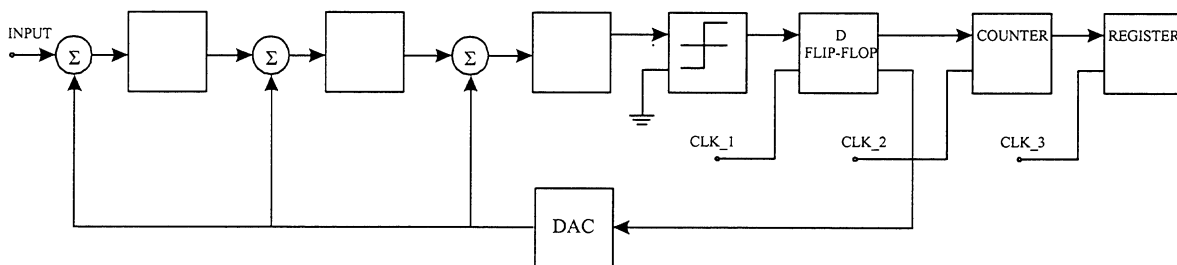 INPUT
Σ
Σ
Σ
D
FLIP-FLOP
COUNTER
REGISTER
CLK_1
CLK_2
CLK_3
DAC